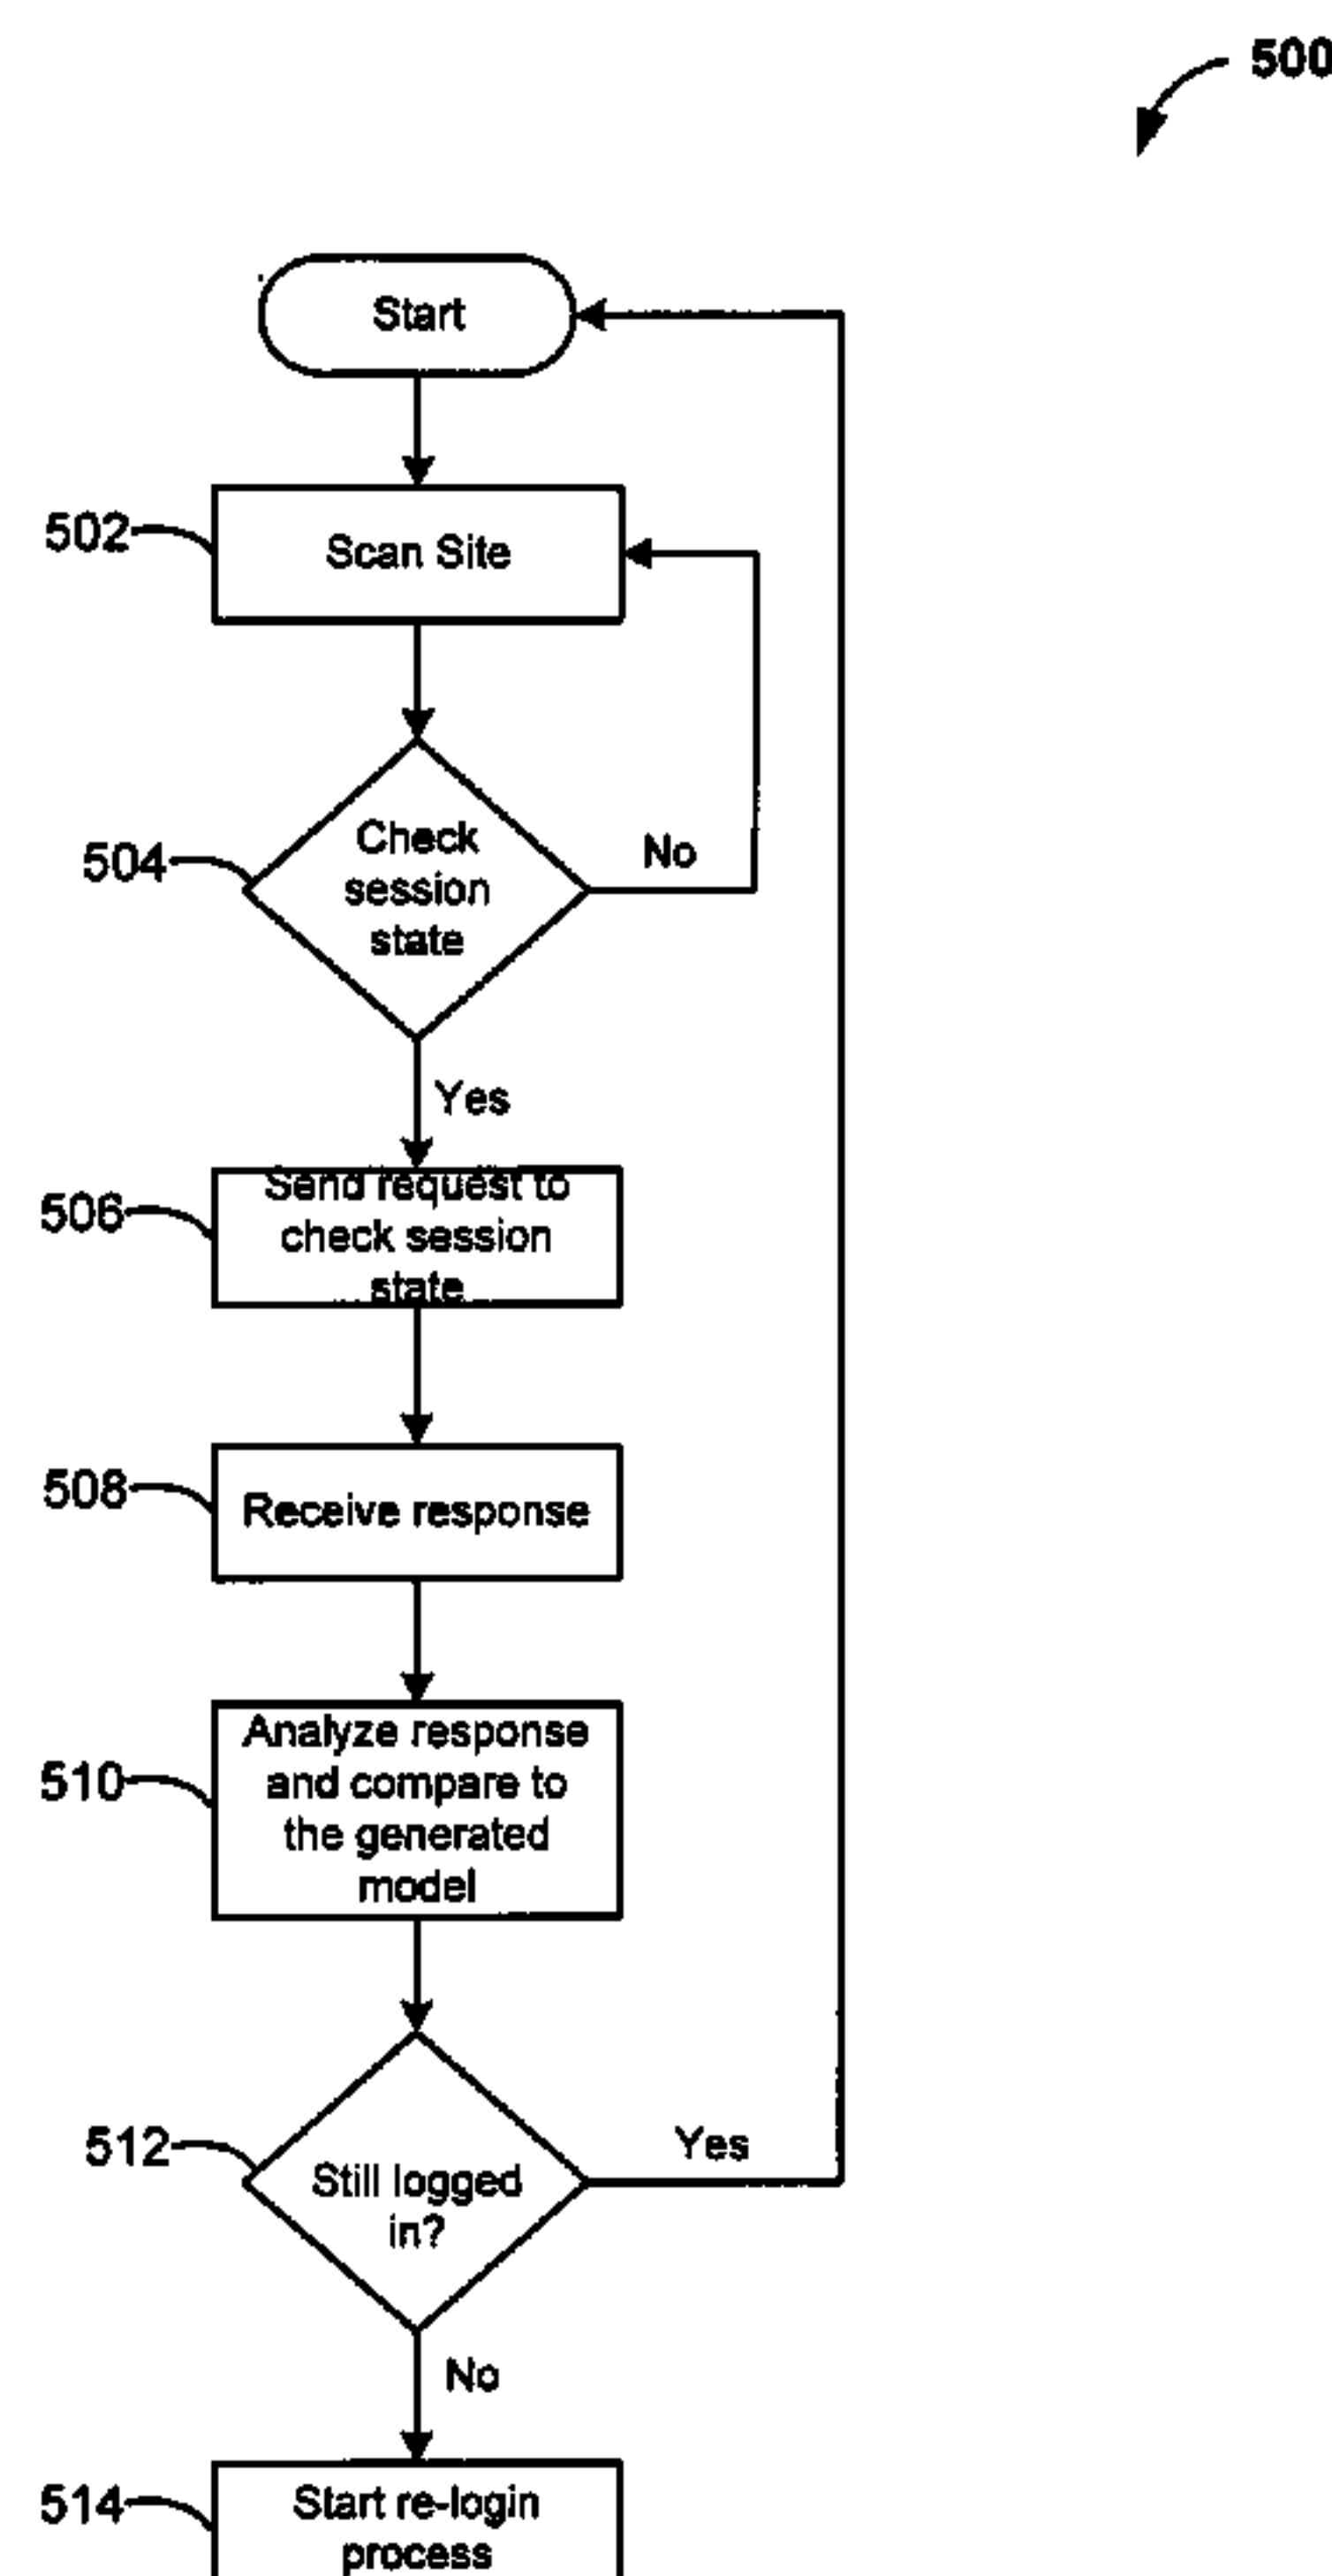 500
Start
502
Scan Site
504
Check
session
state
No
Yes
506
Send request to
check session
state
508
Receive response
510
Analyze response
and compare to
the generated
model
512
Still logged
in?
Yes
No
514
Start re-login
process